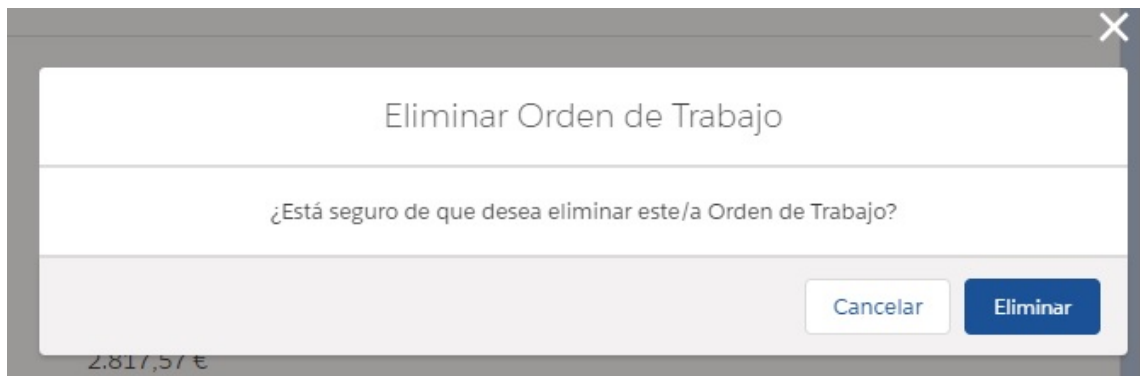 Eliminar Orden de Trabajo
¿Está seguro de que desea eliminar este/a Orden de Trabajo?
Cancelar
Eliminar
2.817,57 €